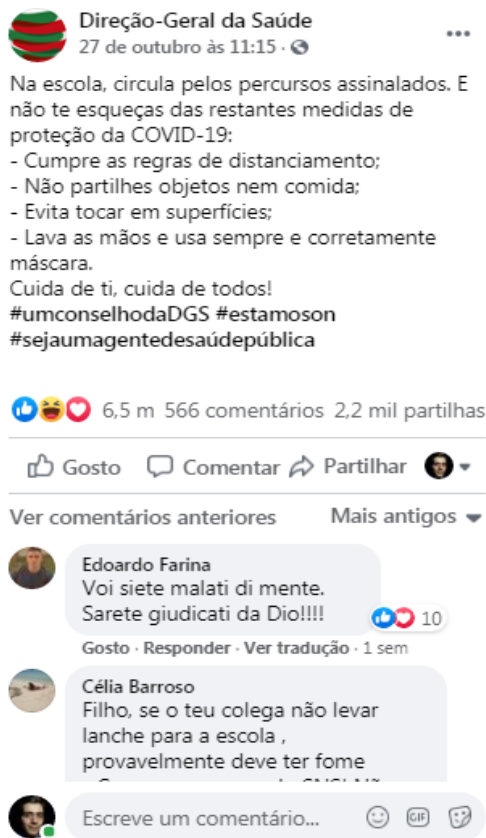 Direção-Geral da Saúde
27 de outubro às 11:15 ·
Na escola, circula pelos percursos assinalados. E
não te esqueças das restantes medidas de
proteção da COVID-19:
- Cumpre as regras de distanciamento;
- Não partilhes objetos nem comida;
- Evita tocar em superfícies;
- Lava as mãos e usa sempre e corretamente
máscara.
Cuida de ti, cuida de todos!
#umconselhodaDGS #estamoson
#sejaumagentedesaúdepública
6,5 m 566 comentários 2,2 mil partilhas
Gosto Comentar Partilhar
Ver comentários anteriores Mais antigos
Edoardo Farina
Voi siete malati di mente.
Sarete giudicati da Dio!!!!
10
Gosto · Responder · Ver tradução · 1 sem
Célia Barroso
Filho, se o teu colega não levar
lanche para a escola ,
provavelmente deve ter fome
Escreve um comentário...
GIF